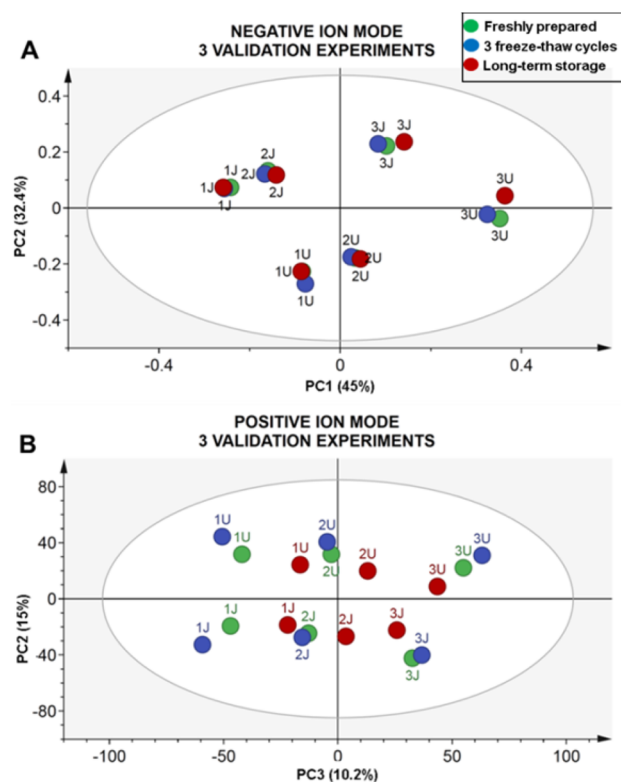 NEGATIVE ION MODE
3 VALIDATION EXPERIMENTS
Freshly prepared
3 freeze-thaw cycles
Long-term storage
A
0.4
0.2
0
-0.2
-0.4
PC2 (32.4%)
3J
3J
3J
2J
2J
2J
1J
1J
1J
3U
3U
3U
2U
2U
2U
1U
1U
1U
-0.4
0
0.4
PC1 (45%)
POSITIVE ION MODE
3 VALIDATION EXPERIMENTS
B
80
40
0
-40
-80
PC2 (15%)
1U
1U
1U
2U
2U
2U
3U
3U
3U
1J
1J
1J
2J
2J
2J
3J
3J
3J
-100
-50
0
50
100
PC3 (10.2%)